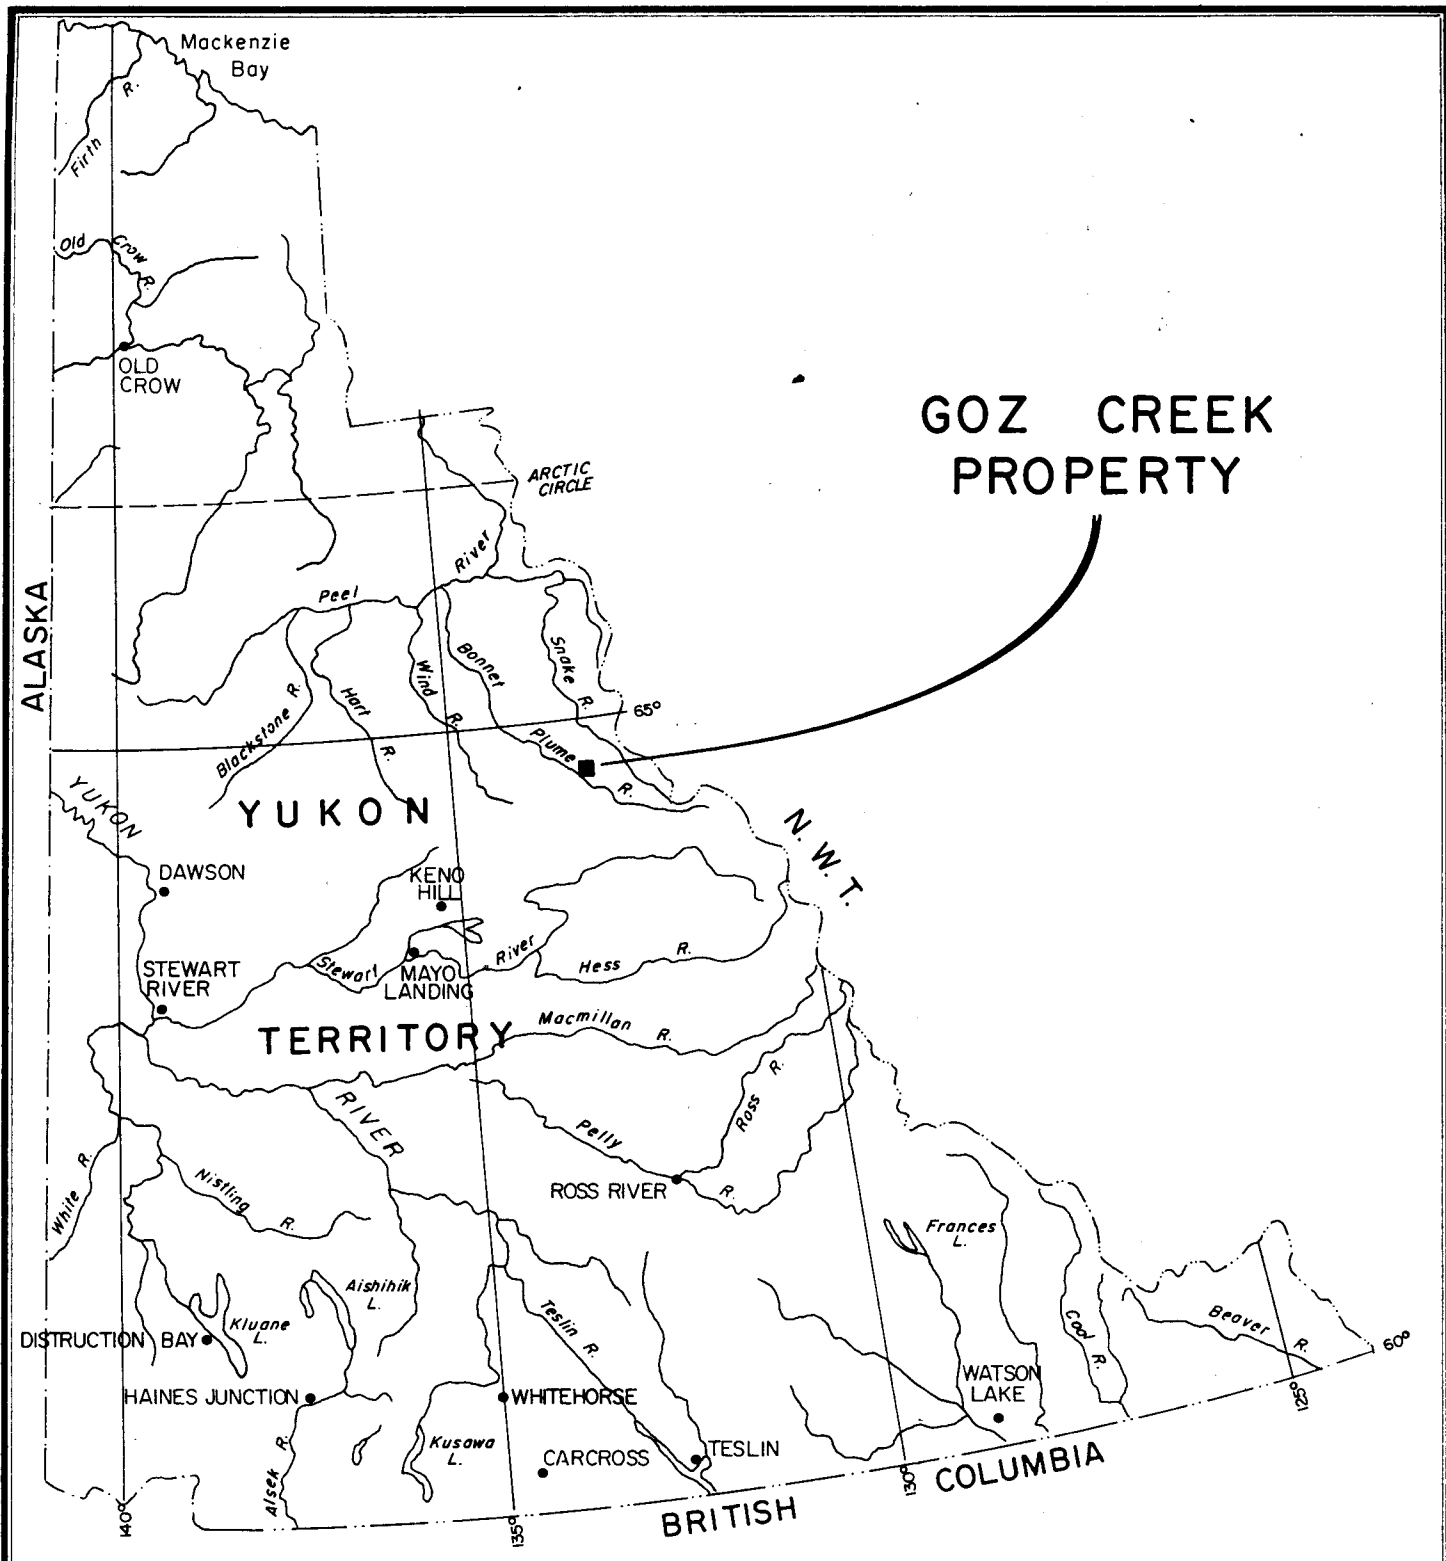 Mackenzie
Bay
Firth R.
Old Crow R.
OLD
CROW
GOZ CREEK
PROPERTY
ARCTIC
CIRCLE
ALASKA
Peel River
Blackstone R.
Hart R.
Wind R.
Bonnet Plume R.
Snake R.
65°
YUKON
YUKON
N. W. T.
DAWSON
KENO
HILL
STEWART
RIVER
Stewart River
MAYO
LANDING
Hess R.
TERRITORY
Macmillan R.
RIVER
Pelly R.
Ross R.
ROSS RIVER
White R.
Nistling R.
Frances
L.
Aishihik
L.
Kluane
L.
DISTRUCTION BAY
Teslin R.
Cool R.
Beaver R.
60°
HAINES JUNCTION
WHITEHORSE
WATSON
LAKE
125°
Alsek R.
Kusawa
L.
CARCROSS
TESLIN
140°
135°
130°
BRITISH COLUMBIA